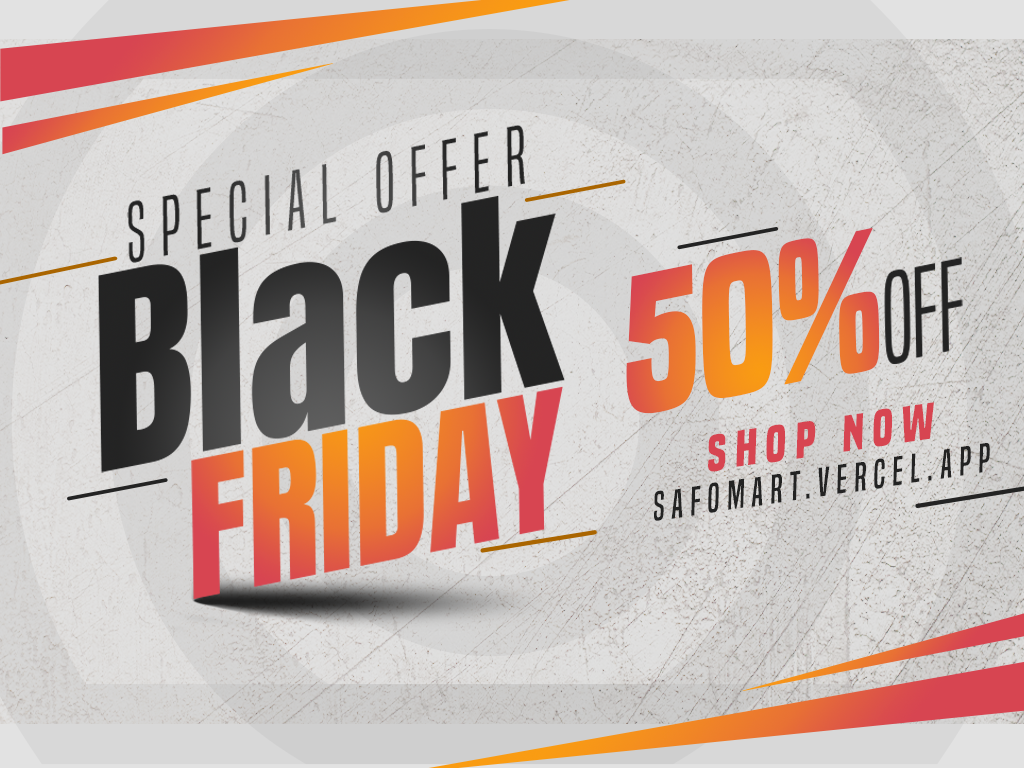 SPECIAL OFFER
Black
FRIDAY
50% OFF
SHOP NOW
SAFOMART.VERCEL.APP